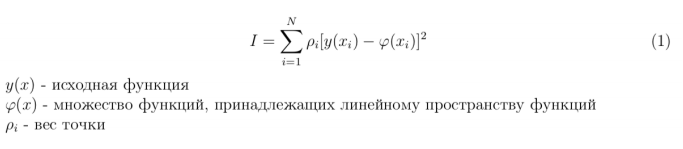 I = \sum_{i=1}^{N} \rho_i [y(x_i) - \varphi(x_i)]^2 (1)
y(x) - исходная функция
φ(x) - множество функций, принадлежащих линейному пространству функций
ρ_i - вес точки